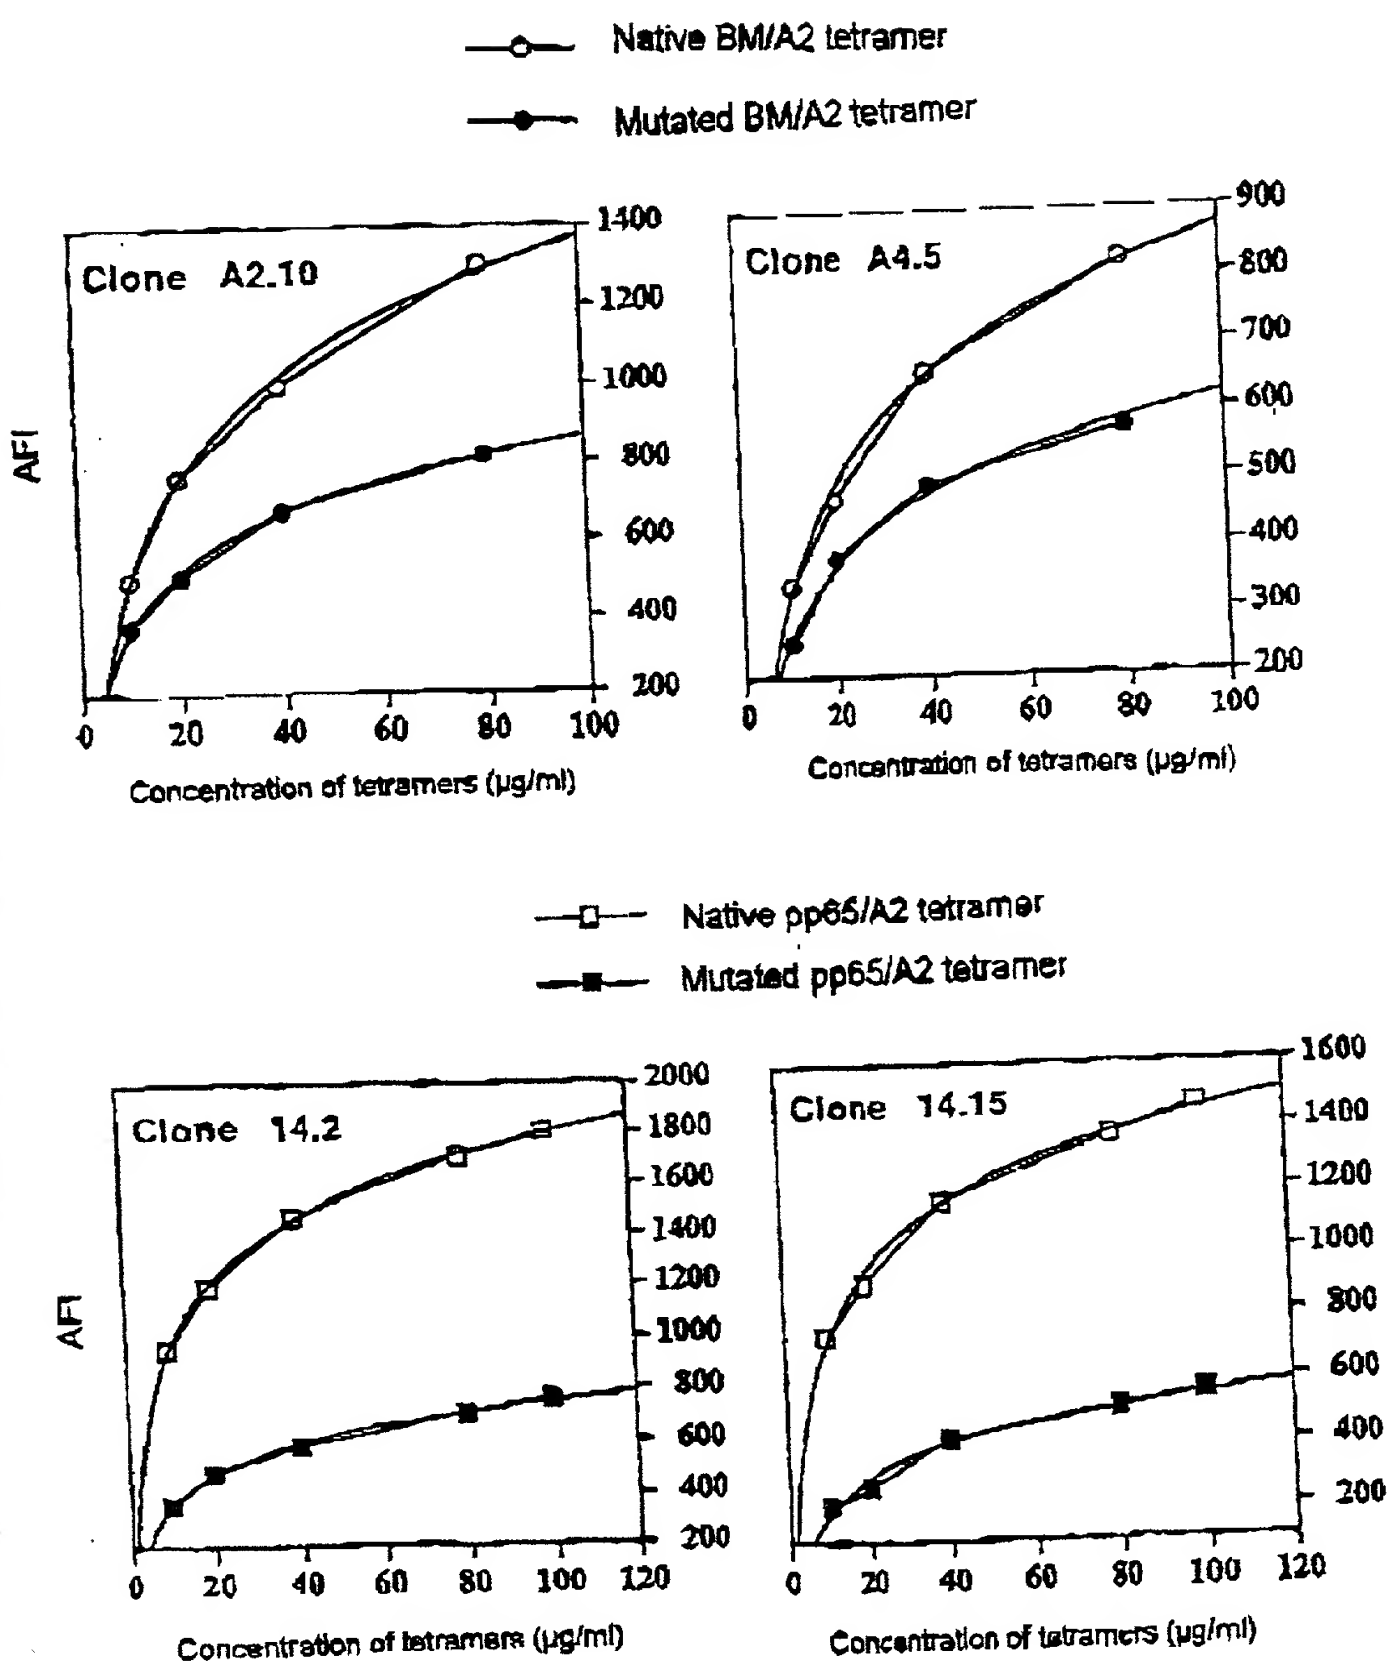 Native BM/A2 tetramer
Mutated BM/A2 tetramer
Clone A2.10
1400
1200
1000
800
600
400
200
AFI
0 20 40 60 80 100
Concentration of tetramers (µg/ml)
Clone A4.5
900
800
700
600
500
400
300
200
0 20 40 60 80 100
Concentration of tetramers (µg/ml)
Native pp65/A2 tetramer
Mutated pp65/A2 tetramer
Clone 14.2
2000
1800
1600
1400
1200
1000
800
600
400
200
AFI
0 20 40 60 80 100 120
Concentration of tetramers (µg/ml)
Clone 14.15
1600
1400
1200
1000
800
600
400
200
0 20 40 60 80 100 120
Concentration of tetramers (µg/ml)